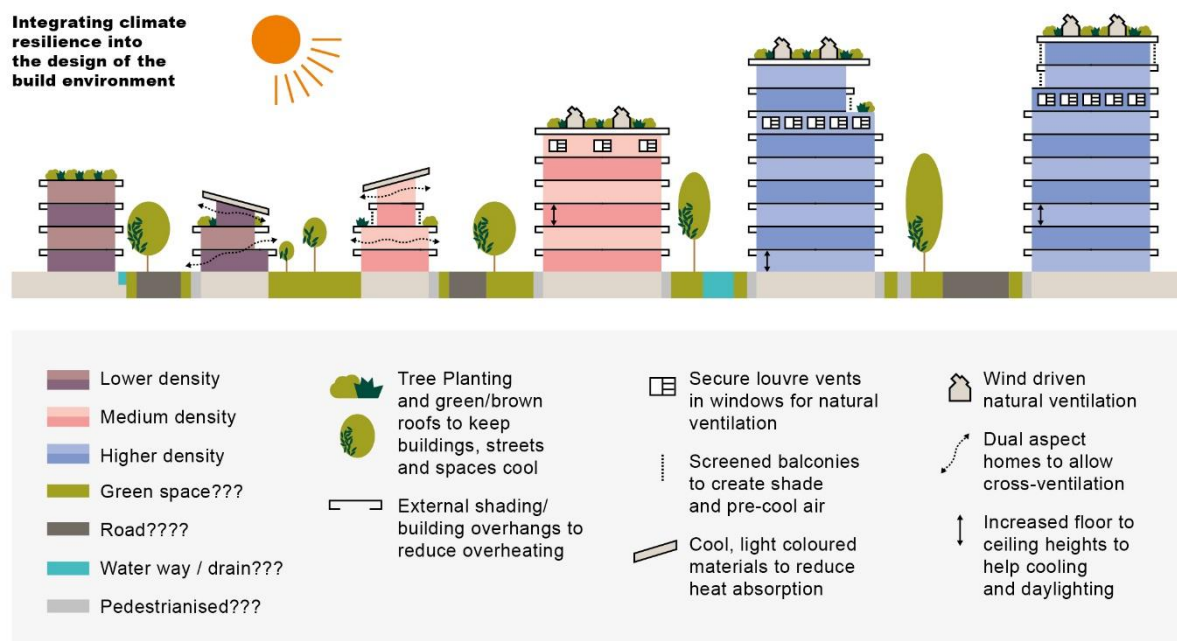 Integrating climate
resilience into
the design of the
build environment
Lower density
Medium density
Higher density
Green space???
Road????
Water way / drain???
Pedestrianised???
Tree Planting
and green/brown
roofs to keep
buildings, streets
and spaces cool
External shading/
building overhangs to
reduce overheating
Secure louvre vents
in windows for natural
ventilation
Screened balconies
to create shade
and pre-cool air
Cool, light coloured
materials to reduce
heat absorption
Wind driven
natural ventilation
Dual aspect
homes to allow
cross-ventilation
Increased floor to
ceiling heights to
help cooling
and daylighting